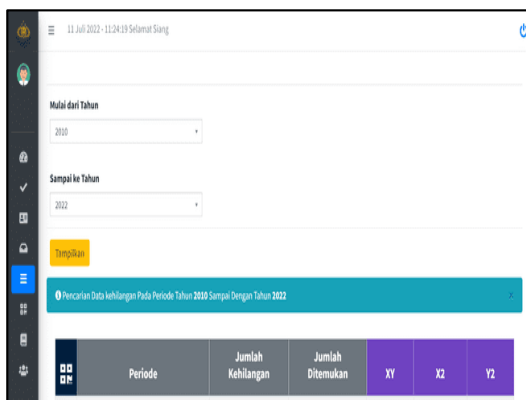 11 Juli 2022 - 11:24:19 Selamat Siang
Mulai dari Tahun
2010
Sampai ke Tahun
2022
Tampilkan
Pencarian Data kehilangan Pada Periode Tahun 2010 Sampai Dengan Tahun 2022 ×
Periode Jumlah Kehilangan Jumlah Ditemukan XY X2 Y2